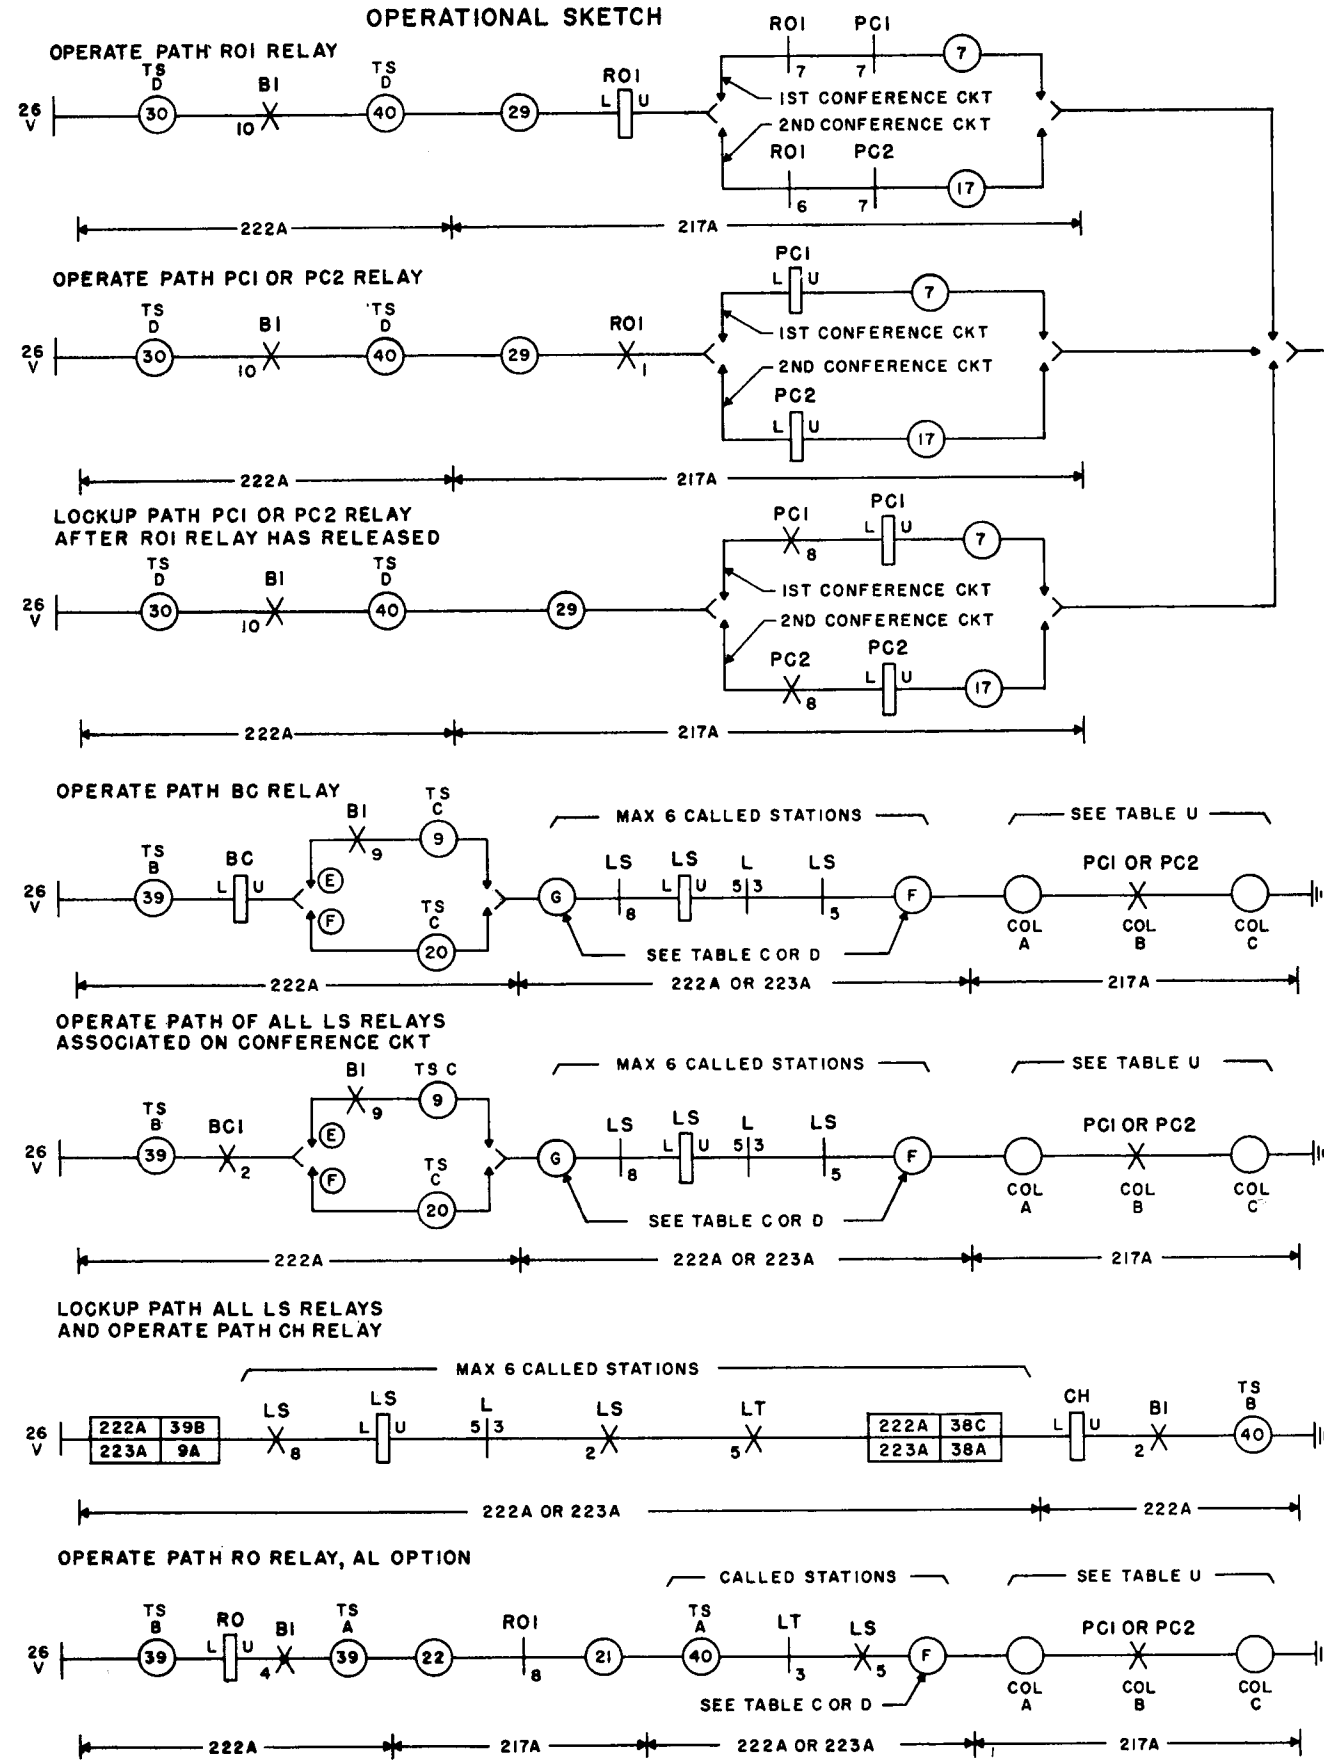 OPERATIONAL SKETCH
OPERATE PATH RO1 RELAY
RO1 PC1
7 7 7
TS D TS D
26 V 30 B1 10 40 29 RO1 L U
1ST CONFERENCE CKT
2ND CONFERENCE CKT
RO1 PC2
6 7 17
222A 217A
OPERATE PATH PC1 OR PC2 RELAY
PC1
L U 7
TS D TS D
26 V 30 B1 10 40 29 RO1 1
1ST CONFERENCE CKT
2ND CONFERENCE CKT
PC2
L U 17
222A 217A
LOCKUP PATH PC1 OR PC2 RELAY
AFTER RO1 RELAY HAS RELEASED
PC1 PC1
8 L U 7
TS D TS D
26 V 30 B1 10 40 29
1ST CONFERENCE CKT
2ND CONFERENCE CKT
PC2 PC2
8 L U 17
222A 217A
OPERATE PATH BC RELAY
MAX 6 CALLED STATIONS SEE TABLE U
B1 9 TS C 9
26 V TS B 39 BC L U E F G LS 8 LS L U L 5 3 LS 5 F COL A PC1 OR PC2 COL B COL C
TS C 20
SEE TABLE C OR D
222A 222A OR 223A 217A
OPERATE PATH OF ALL LS RELAYS
ASSOCIATED ON CONFERENCE CKT
MAX 6 CALLED STATIONS SEE TABLE U
B1 9 TS C 9
26 V TS B 39 BC1 2 E F G LS 8 LS L U L 5 3 LS 5 F COL A PC1 OR PC2 COL B COL C
TS C 20
SEE TABLE C OR D
222A 222A OR 223A 217A
LOCKUP PATH ALL LS RELAYS
AND OPERATE PATH CH RELAY
MAX 6 CALLED STATIONS
26 V 222A 39B LS 8 LS L U L 5 3 LS 2 LT 5 222A 38C CH L U B1 2 TS B 40
223A 9A 223A 38A
222A OR 223A 222A
OPERATE PATH RO RELAY, AL OPTION
CALLED STATIONS SEE TABLE U
26 V TS B 39 RO L U B1 4 TS A 39 22 RO1 8 21 TS A 40 LT 3 LS 5 F COL A PC1 OR PC2 COL B COL C
SEE TABLE C OR D
222A 217A 222A OR 223A 217A